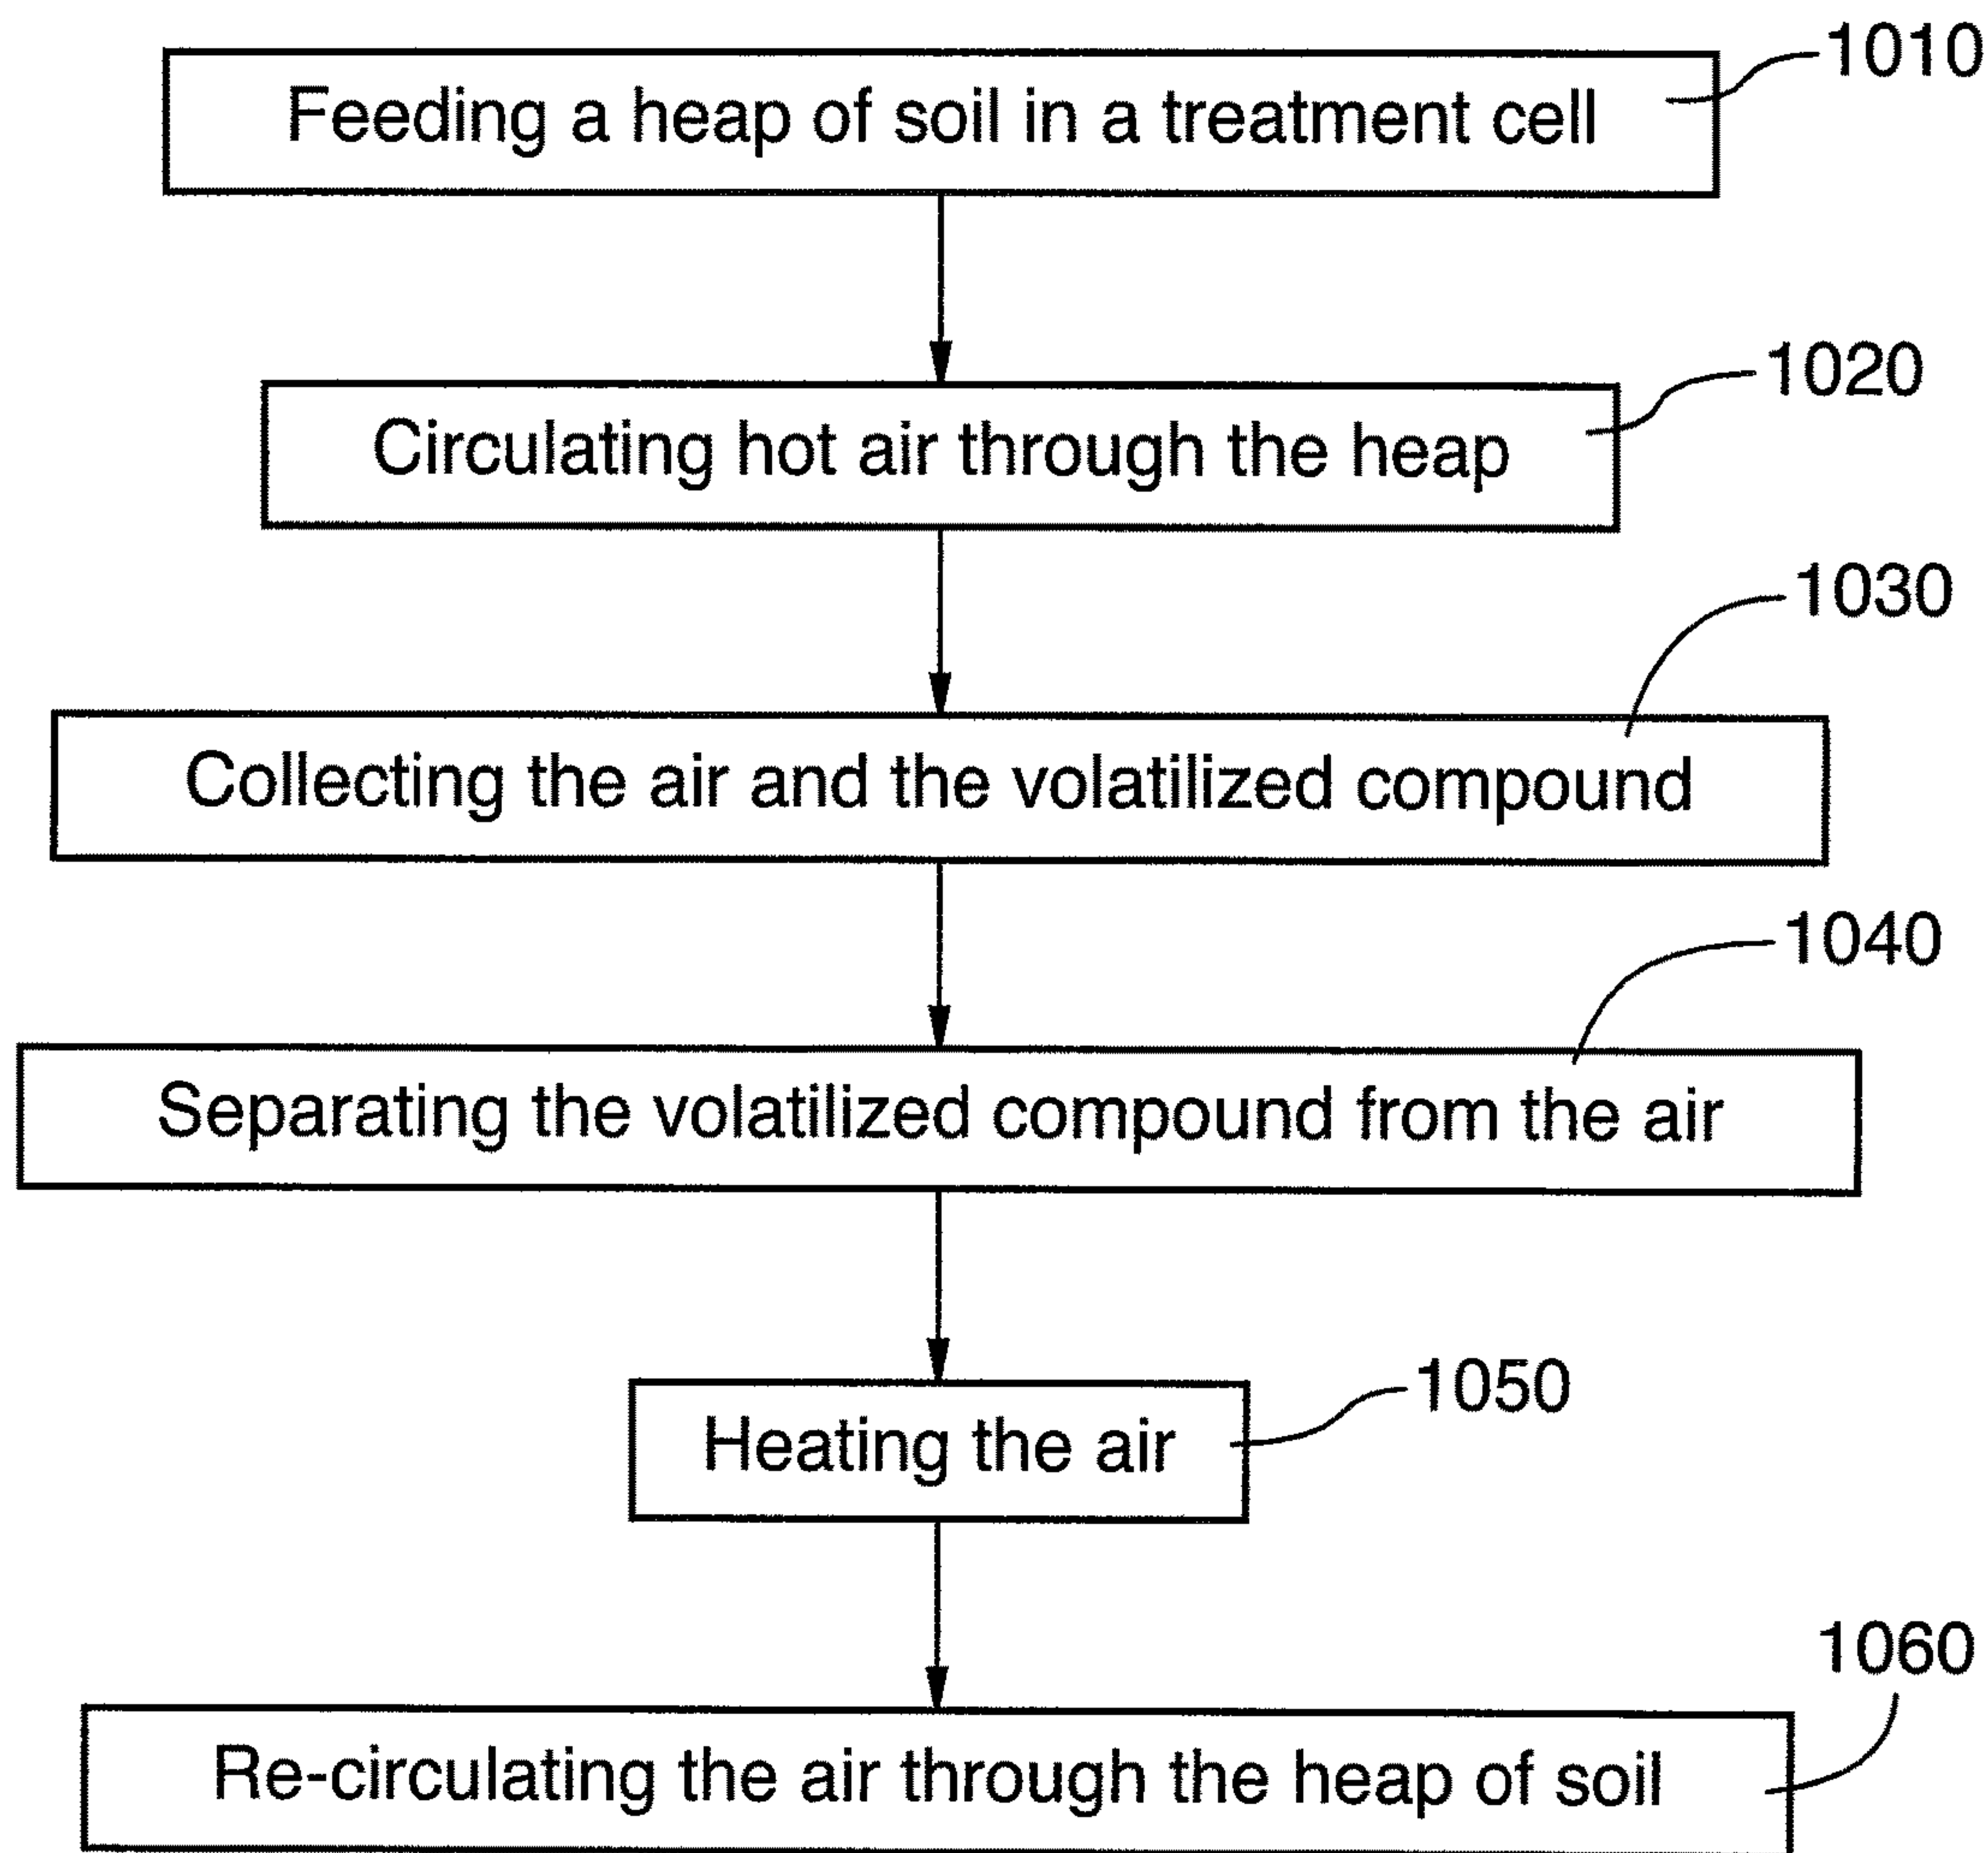 1010
Feeding a heap of soil in a treatment cell
1020
Circulating hot air through the heap
1030
Collecting the air and the volatilized compound
1040
Separating the volatilized compound from the air
1050
Heating the air
1060
Re-circulating the air through the heap of soil